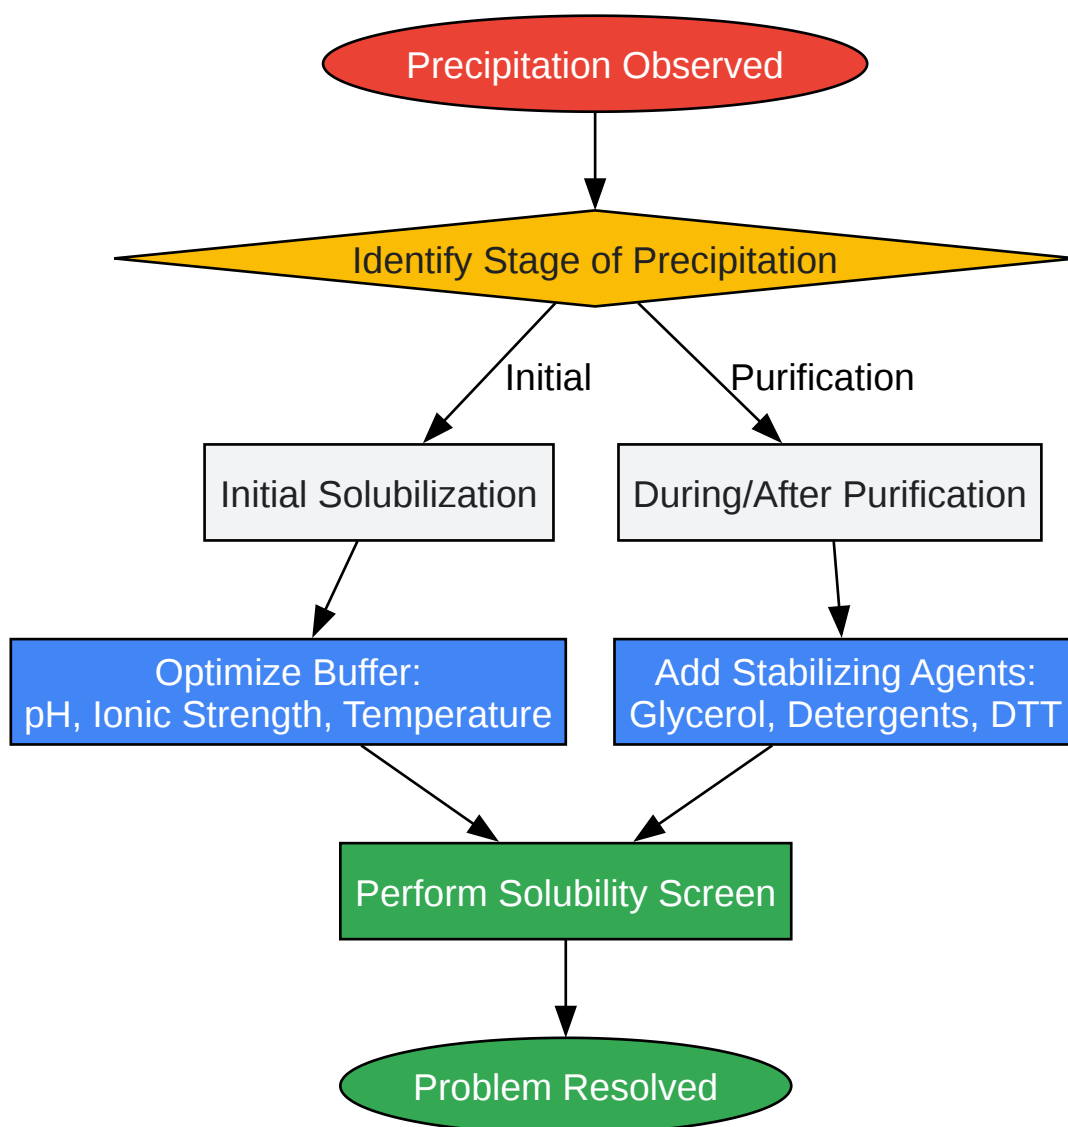 Precipitation Observed
Identify Stage of Precipitation
Initial
Purification
Initial Solubilization
During/After Purification
Optimize Buffer:
pH, Ionic Strength, Temperature
Add Stabilizing Agents:
Glycerol, Detergents, DTT
Perform Solubility Screen
Problem Resolved